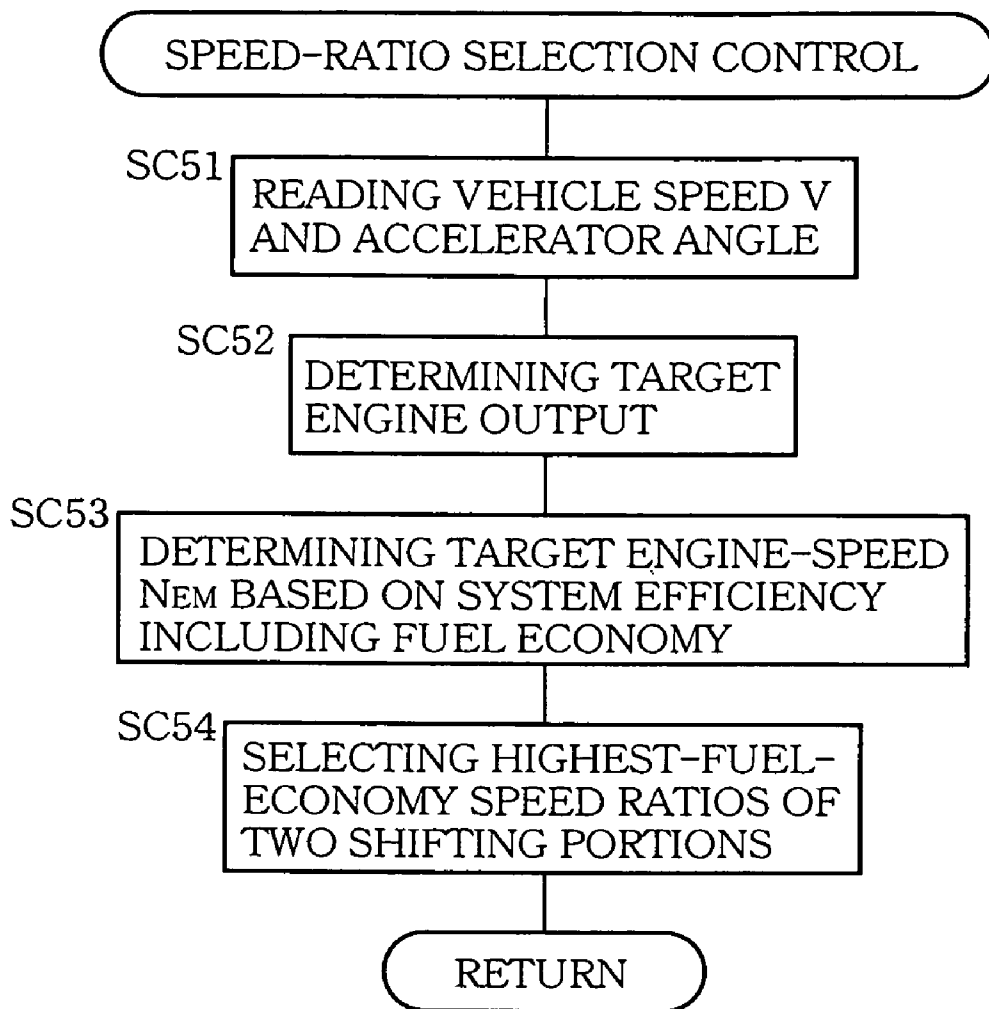 SPEED-RATIO SELECTION CONTROL
SC51
READING VEHICLE SPEED V
AND ACCELERATOR ANGLE
SC52
DETERMINING TARGET
ENGINE OUTPUT
SC53
DETERMINING TARGET ENGINE-SPEED
NEM BASED ON SYSTEM EFFICIENCY
INCLUDING FUEL ECONOMY
SC54
SELECTING HIGHEST-FUEL-
ECONOMY SPEED RATIOS OF
TWO SHIFTING PORTIONS
RETURN